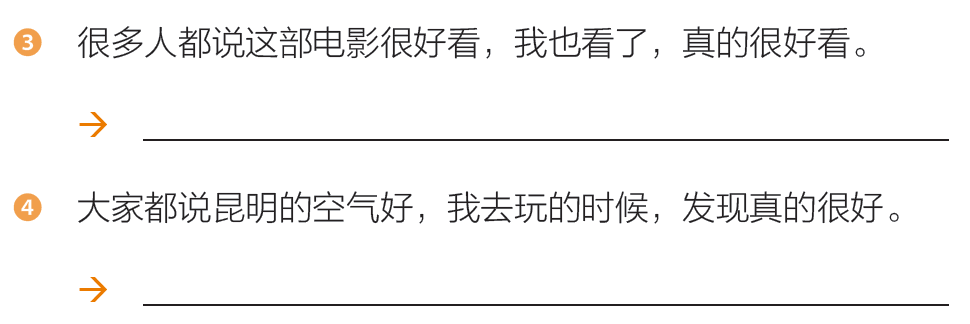 3 很多人都说这部电影很好看，我也看了，真的很好看。
→
4 大家都说昆明的空气好，我去玩的时候，发现真的很好。
→